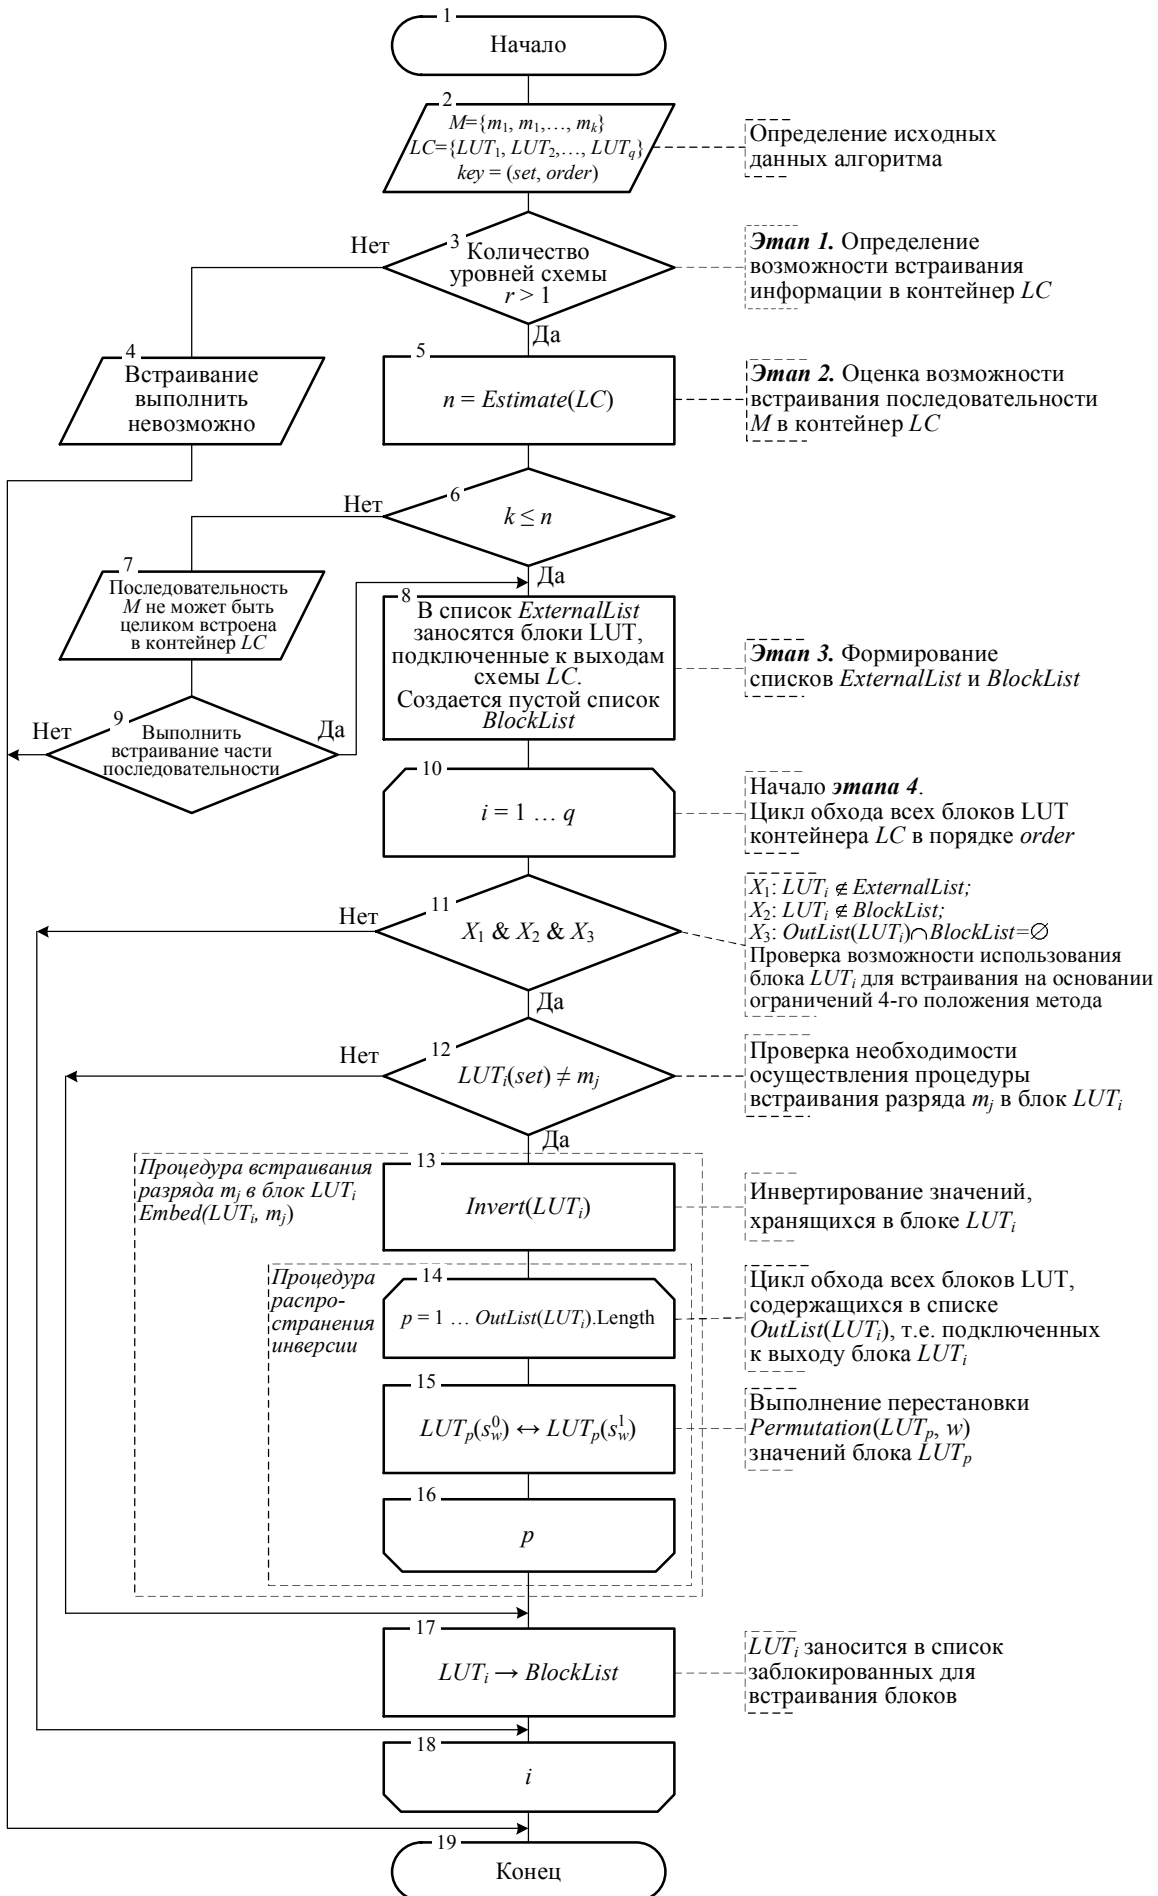 1
Начало
2
M={m₁, m₁,…, mₖ}
LC={LUT₁, LUT₂,…, LUT_q}
key = (set, order)
Определение исходных
данных алгоритма
3
Количество
уровней схемы
r > 1
Нет
Да
Этап 1. Определение
возможности встраивания
информации в контейнер LC
4
Встраивание
выполнить
невозможно
5
n = Estimate(LC)
Этап 2. Оценка возможности
встраивания последовательности
M в контейнер LC
6
k ≤ n
Нет
Да
7
Последовательность
M не может быть
целиком встроена
в контейнер LC
8
В список ExternalList
заносятся блоки LUT,
подключенные к выходам
схемы LC.
Создается пустой список
BlockList
Этап 3. Формирование
списков ExternalList и BlockList
9
Выполнить
встраивание части
последовательности
Нет
Да
10
i = 1 … q
Начало этапа 4.
Цикл обхода всех блоков LUT
контейнера LC в порядке order
11
X₁ & X₂ & X₃
Нет
Да
X₁: LUTᵢ ∉ ExternalList;
X₂: LUTᵢ ∉ BlockList;
X₃: OutList(LUTᵢ)∩BlockList=∅
Проверка возможности использования
блока LUTᵢ для встраивания на основании
ограничений 4-го положения метода
12
LUTᵢ(set) ≠ mⱼ
Нет
Да
Проверка необходимости
осуществления процедуры
встраивания разряда mⱼ в блок LUTᵢ
Процедура встраивания
разряда mⱼ в блок LUTᵢ
Embed(LUTᵢ, mⱼ)
13
Invert(LUTᵢ)
Инвертирование значений,
хранящихся в блоке LUTᵢ
Процедура
распро-
странения
инверсии
14
p = 1 … OutList(LUTᵢ).Length
Цикл обхода всех блоков LUT,
содержащихся в списке
OutList(LUTᵢ), т.е. подключенных
к выходу блока LUTᵢ
15
LUTₚ(s_w⁰) ↔ LUTₚ(s_w¹)
Выполнение перестановки
Permutation(LUTₚ, w)
значений блока LUTₚ
16
p
17
LUTᵢ → BlockList
LUTᵢ заносится в список
заблокированных для
встраивания блоков
18
i
19
Конец